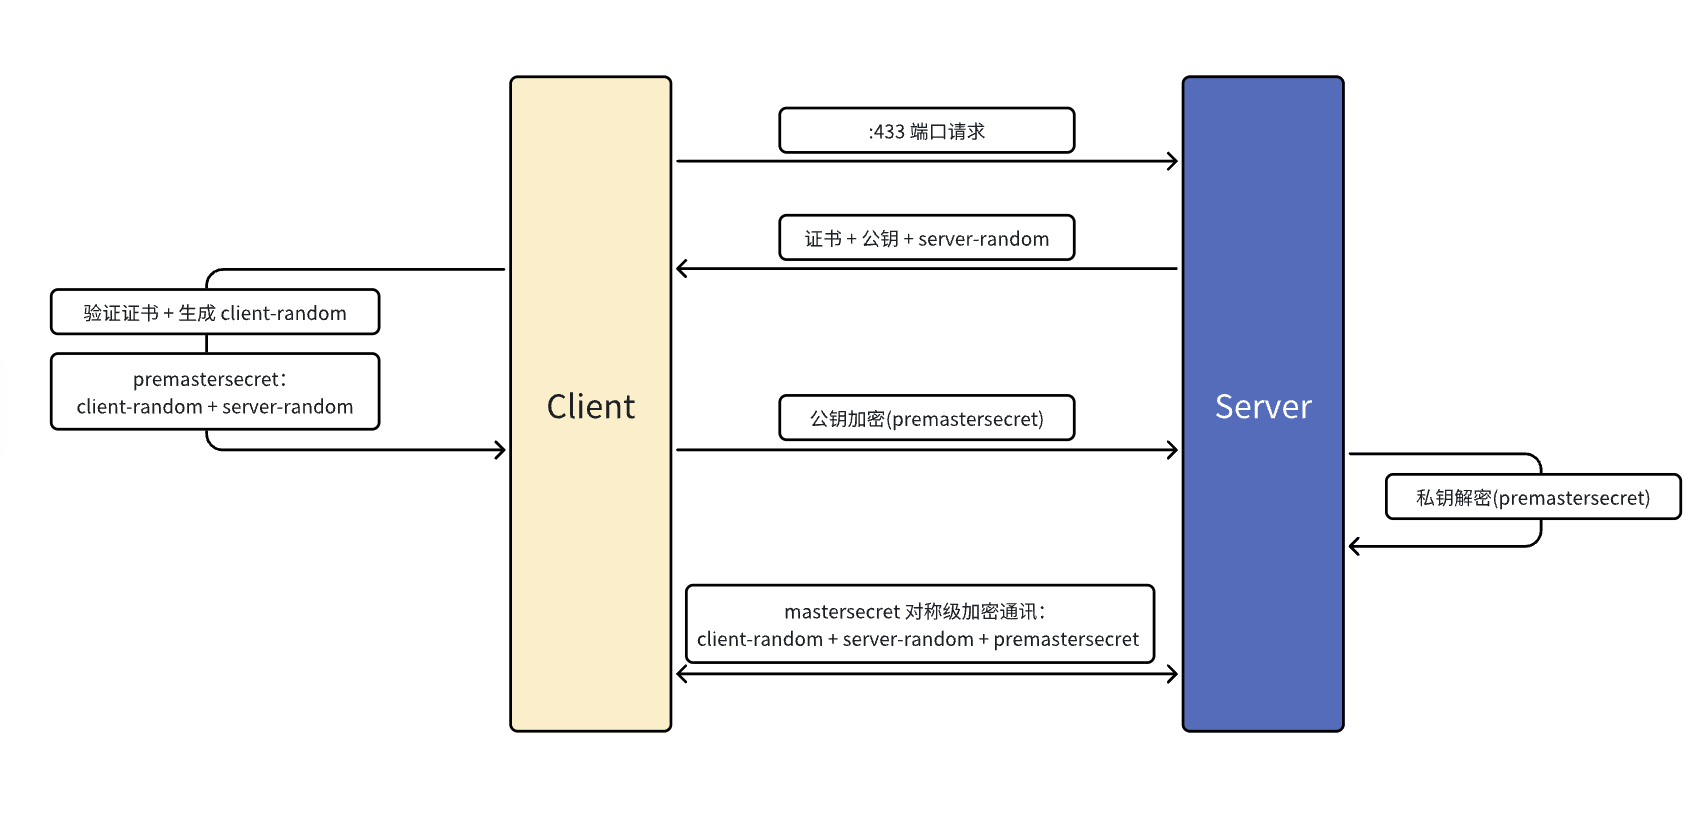 :433 端口请求
证书 + 公钥 + server-random
验证证书 + 生成 client-random
premastersecret：
client-random + server-random
Client
公钥加密(premastersecret)
Server
私钥解密(premastersecret)
mastersecret 对称级加密通讯：
client-random + server-random + premastersecret